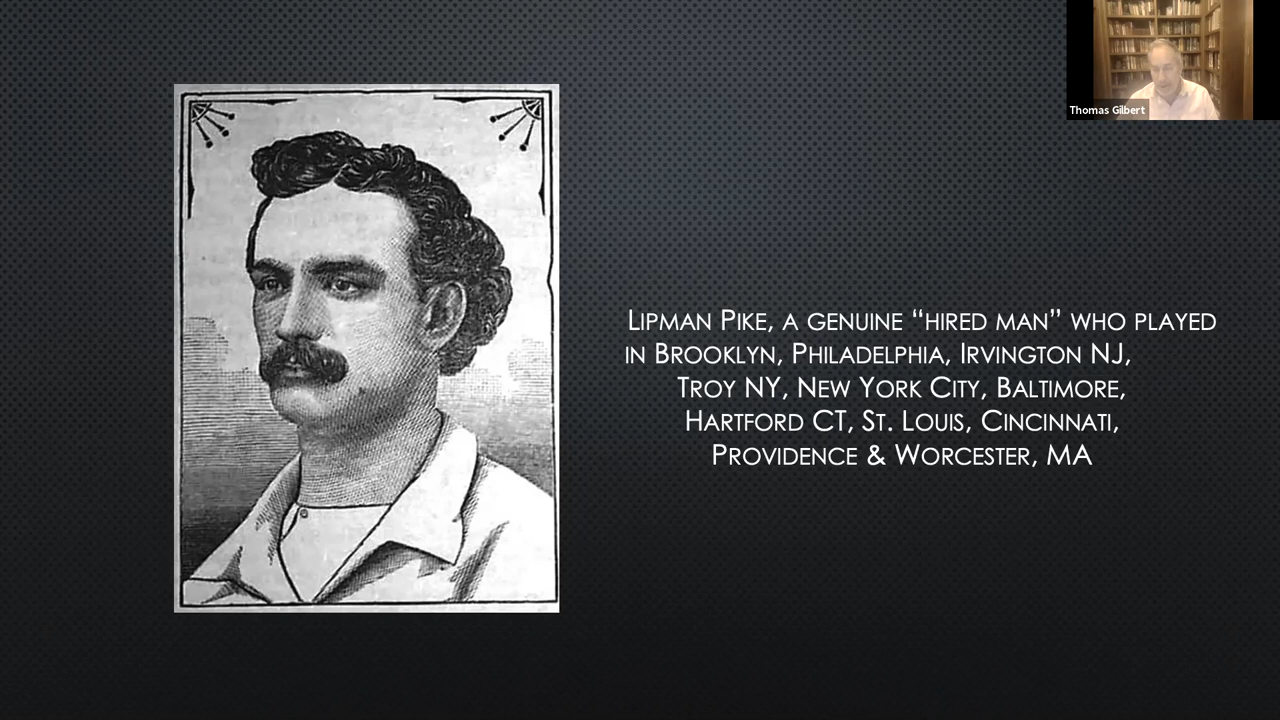 Thomas Gilbert
Lipman Pike, a genuine “hired man” who played
in Brooklyn, Philadelphia, Irvington NJ,
Troy NY, New York City, Baltimore,
Hartford CT, St. Louis, Cincinnati,
Providence & Worcester, MA